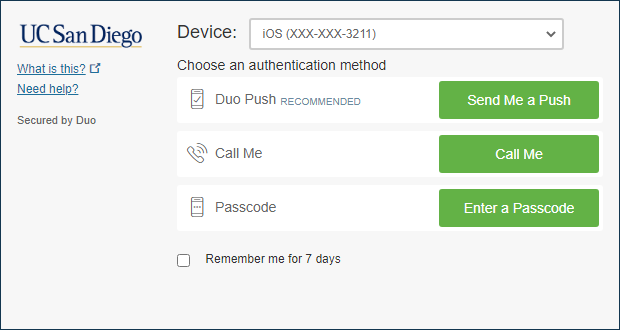 UC San Diego
What is this?
Need help?
Secured by Duo
Device: iOS (XXX-XXX-3211)
Choose an authentication method
Duo Push RECOMMENDED Send Me a Push
Call Me Call Me
Passcode Enter a Passcode
Remember me for 7 days